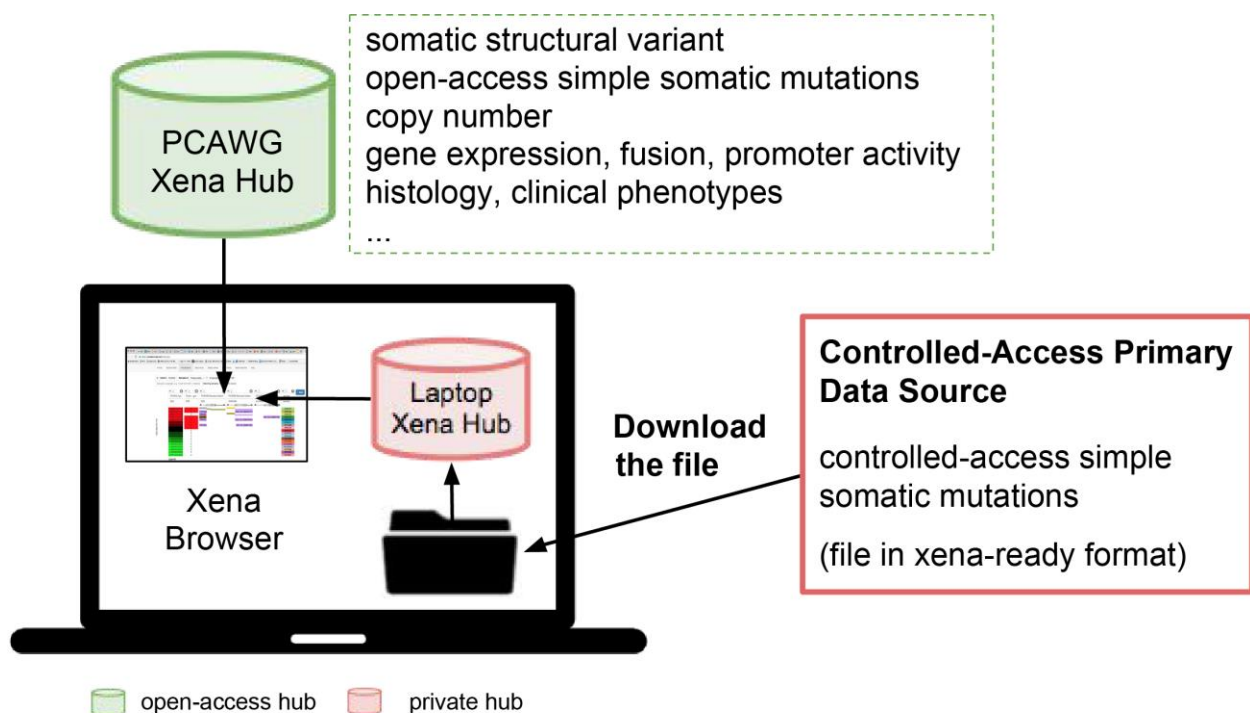 somatic structural variant
open-access simple somatic mutations
copy number
gene expression, fusion, promoter activity
histology, clinical phenotypes
...
PCAWG
Xena Hub
Laptop
Xena Hub
Xena
Browser
Download
the file
Controlled-Access Primary
Data Source
controlled-access simple
somatic mutations
(file in xena-ready format)
open-access hub
private hub